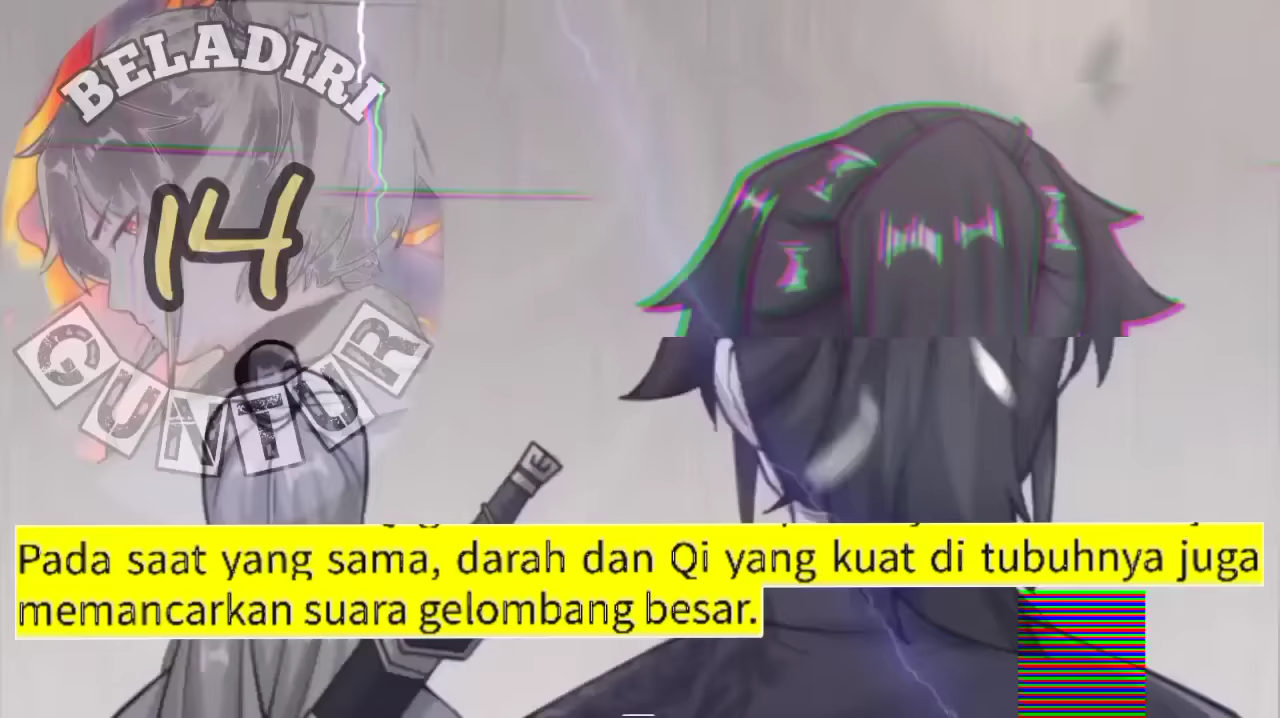 BELADIRI
14
GUNTUR
Pada saat yang sama, darah dan Qi yang kuat di tubuhnya juga
memancarkan suara gelombang besar.